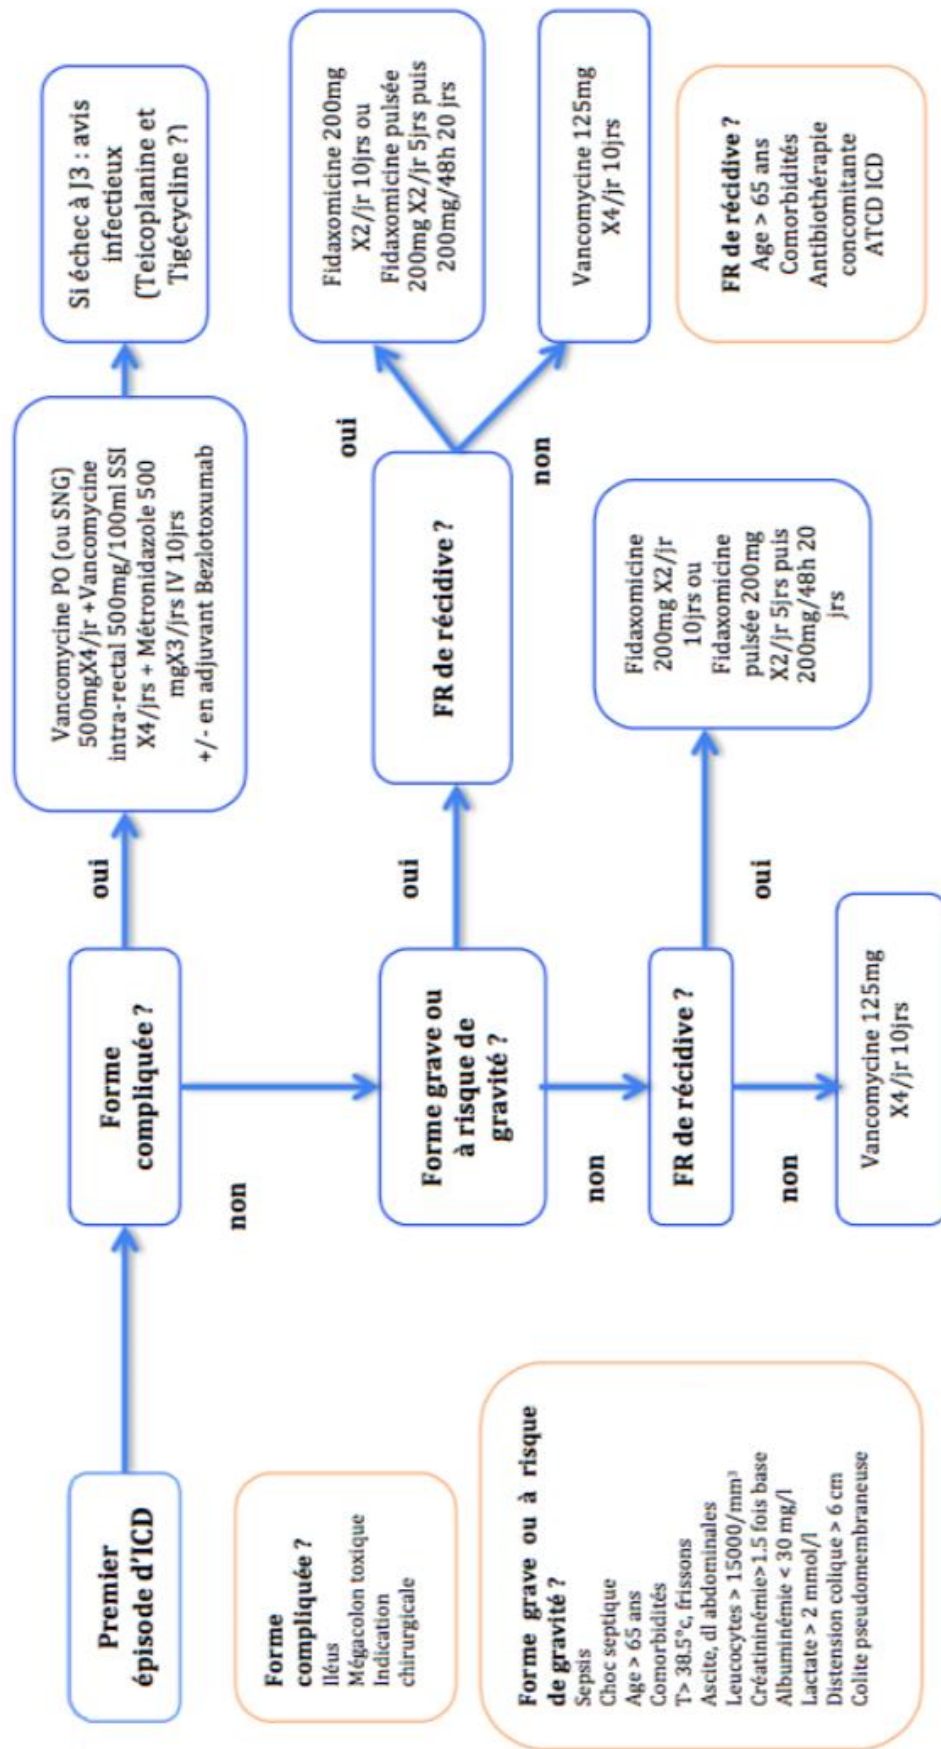 Premier
épisode d'ICD
Forme
compliquée ?
oui
Vancomycine PO (ou SNG)
500mgX4/jr +Vancomycine
intra-rectal 500mg/100ml SSI
X4/jrs + Métronidazole 500
mgX3/jrs IV 10jrs
+/- en adjuvant Bezlotoxumab
Si échec à J3 : avis
infectieux
(Teicoplanine et
Tigécycline ?)
non
Forme grave ou
à risque de
gravité ?
oui
FR de récidive ?
oui
Fidaxomicine 200mg
X2/jr 10jrs ou
Fidaxomicine pulsée
200mg X2/jr 5jrs puis
200mg/48h 20 jrs
non
Vancomycine 125mg
X4/jr 10jrs
non
FR de récidive ?
oui
Fidaxomicine
200mg X2/jr
10jrs ou
Fidaxomicine
pulsée 200mg
X2/jr 5jrs puis
200mg/48h 20
jrs
non
Vancomycine 125mg
X4/jr 10jrs
Forme
compliquée ?
Iléus
Mégacolon toxique
Indication
chirurgicale
Forme grave ou à risque
de gravité ?
Sepsis
Choc septique
Age > 65 ans
Comorbidités
T> 38.5°c, frissons
Ascite, dl abdominales
Leucocytes > 15000/mm³
Créatininémie>1.5 fois base
Albuminémie < 30 mg/l
Lactate > 2 mmol/l
Distension colique > 6 cm
Colite pseudomembraneuse
FR de récidive ?
Age > 65 ans
Comorbidités
Antibiothérapie
concomitante
ATCD ICD